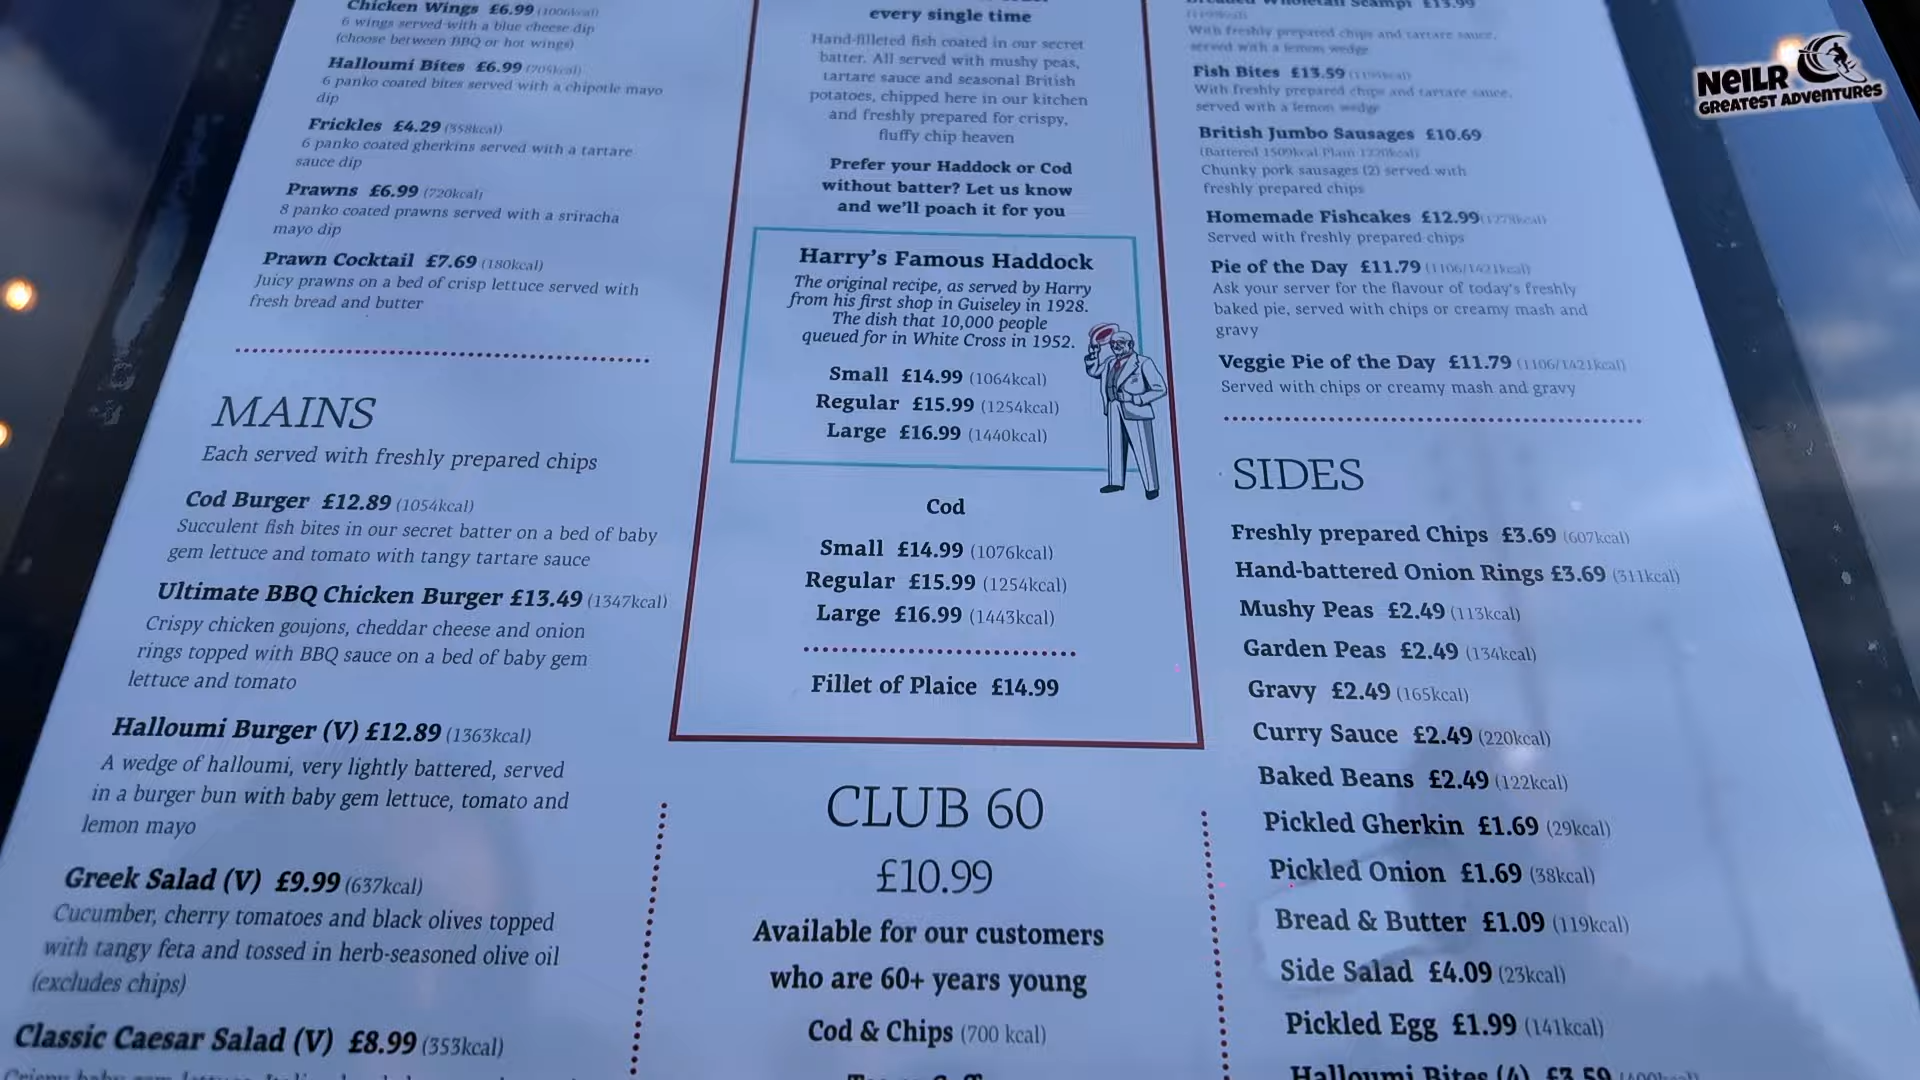 Chicken Wings £6.99 (1006kcal)
6 wings served with a blue cheese dip
(choose between BBQ or hot wings)
Halloumi Bites £6.99 (705kcal)
6 panko coated bites served with a chipotle mayo
dip
Frickles £4.29 (358kcal)
6 panko coated gherkins served with a tartare
sauce dip
Prawns £6.99 (720kcal)
8 panko coated prawns served with a sriracha
mayo dip
Prawn Cocktail £7.69 (180kcal)
Juicy prawns on a bed of crisp lettuce served with
fresh bread and butter
MAINS
Each served with freshly prepared chips
Cod Burger £12.89 (1054kcal)
Succulent fish bites in our secret batter on a bed of baby
gem lettuce and tomato with tangy tartare sauce
Ultimate BBQ Chicken Burger £13.49 (1347kcal)
Crispy chicken goujons, cheddar cheese and onion
rings topped with BBQ sauce on a bed of baby gem
lettuce and tomato
Halloumi Burger (V) £12.89 (1363kcal)
A wedge of halloumi, very lightly battered, served
in a burger bun with baby gem lettuce, tomato and
lemon mayo
Greek Salad (V) £9.99 (637kcal)
Cucumber, cherry tomatoes and black olives topped
with tangy feta and tossed in herb-seasoned olive oil
(excludes chips)
Classic Caesar Salad (V) £8.99 (353kcal)
every single time
Hand-filleted fish coated in our secret
batter. All served with mushy peas,
tartare sauce and seasonal British
potatoes, chipped here in our kitchen
and freshly prepared for crispy,
fluffy chip heaven
Prefer your Haddock or Cod
without batter? Let us know
and we'll poach it for you
Harry's Famous Haddock
The original recipe, as served by Harry
from his first shop in Guiseley in 1928.
The dish that 10,000 people
queued for in White Cross in 1952.
Small £14.99 (1064kcal)
Regular £15.99 (1254kcal)
Large £16.99 (1440kcal)
Cod
Small £14.99 (1076kcal)
Regular £15.99 (1254kcal)
Large £16.99 (1443kcal)
Fillet of Plaice £14.99
CLUB 60
£10.99
Available for our customers
who are 60+ years young
Cod & Chips (700 kcal)
Breaded Wholetail Scampi £13.99
With freshly prepared chips and tartare sauce,
served with a lemon wedge
Fish Bites £13.59
With freshly prepared chips and tartare sauce,
served with a lemon wedge
British Jumbo Sausages £10.69
(Battered 1509kcal Plain 1220kcal)
Chunky pork sausages (2) served with
freshly prepared chips
Homemade Fishcakes £12.99
Served with freshly prepared chips
Pie of the Day £11.79 (1106/1421kcal)
Ask your server for the flavour of today's freshly
baked pie, served with chips or creamy mash and
gravy
Veggie Pie of the Day £11.79 (1106/1421kcal)
Served with chips or creamy mash and gravy
SIDES
Freshly prepared Chips £3.69 (607kcal)
Hand-battered Onion Rings £3.69 (311kcal)
Mushy Peas £2.49 (113kcal)
Garden Peas £2.49 (134kcal)
Gravy £2.49 (165kcal)
Curry Sauce £2.49 (220kcal)
Baked Beans £2.49 (122kcal)
Pickled Gherkin £1.69 (29kcal)
Pickled Onion £1.69 (38kcal)
Bread & Butter £1.09 (119kcal)
Side Salad £4.09 (23kcal)
Pickled Egg £1.99 (141kcal)
Halloumi Bites (4) £3.59
NEILR
GREATEST ADVENTURES